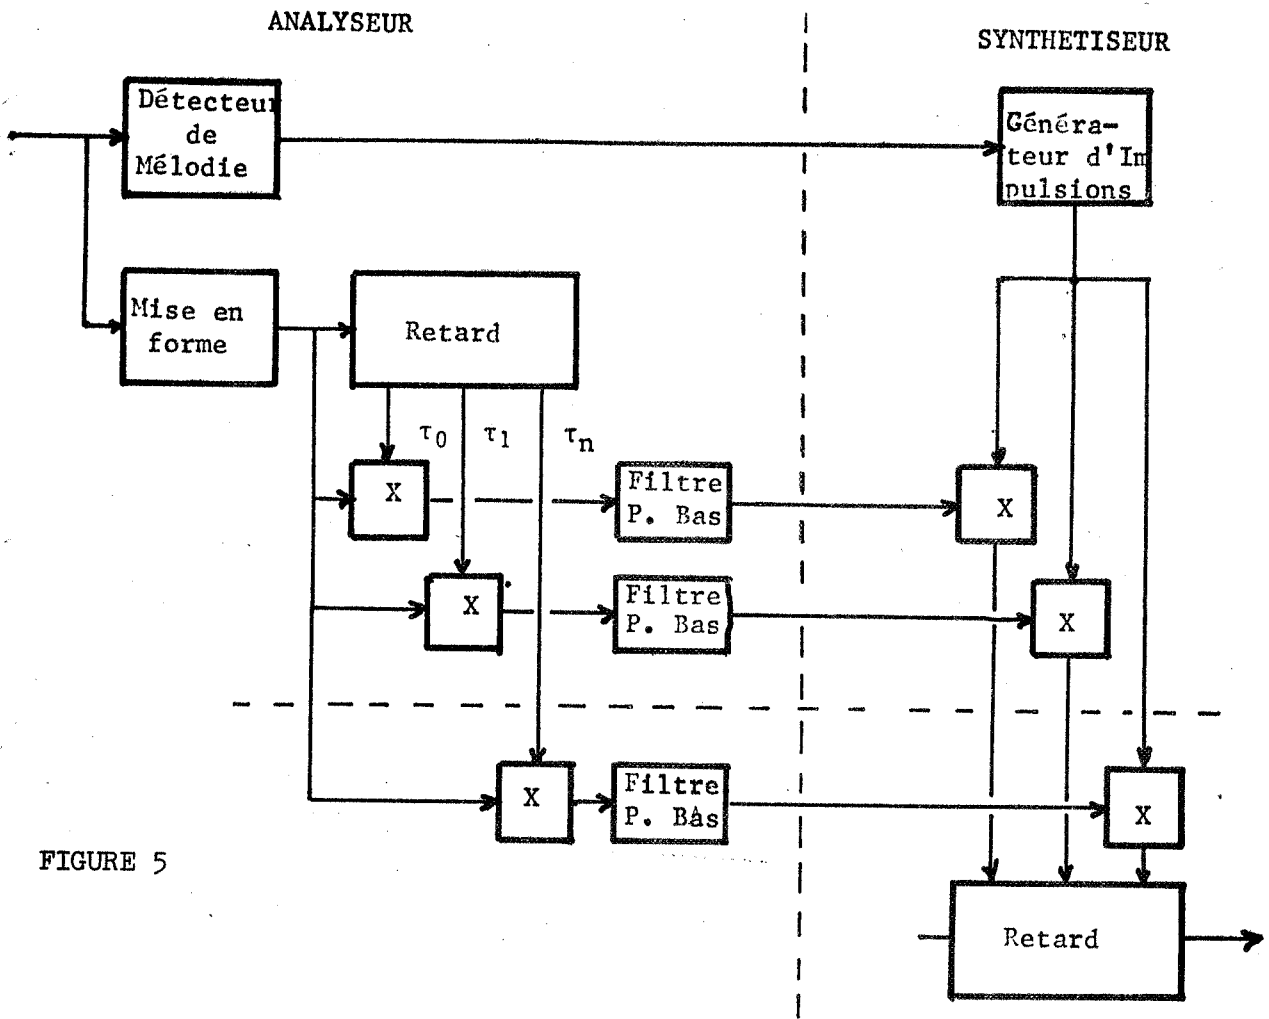 ANALYSEUR
SYNTHETISEUR
Détecteur
de
Mélodie
Généra-
teur d'Im
pulsions
Mise en
forme
Retard
τ0
τ1
τn
X
Filtre
P. Bas
X
X
Filtre
P. Bas
X
X
Filtre
P. Bas
X
FIGURE 5
Retard